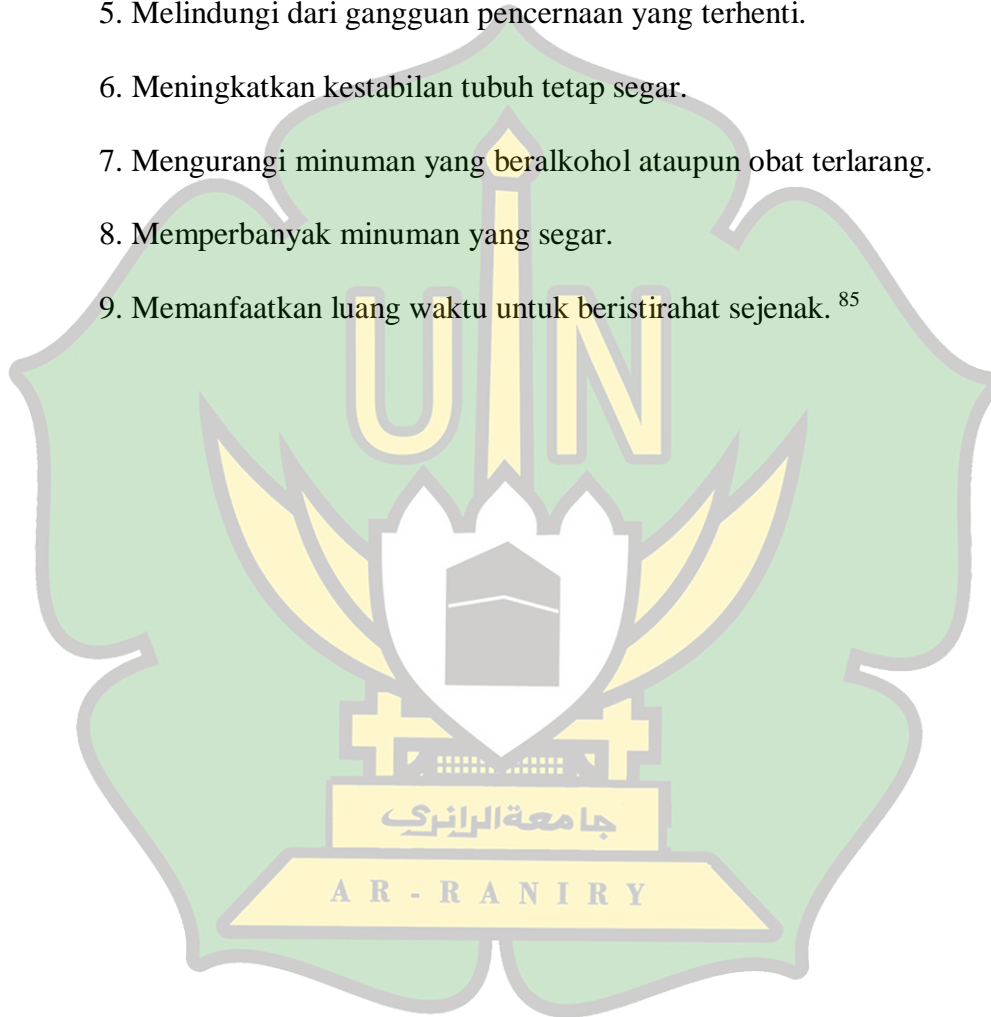 5. Melindungi dari gangguan pencernaan yang terhenti.
6. Meningkatkan kestabilan tubuh tetap segar.
7. Mengurangi minuman yang beralkohol ataupun obat terlarang.
8. Memperbanyak minuman yang segar.
9. Memanfaatkan luang waktu untuk beristirahat sejenak. 85
UIN
جامعة الرانري
AR-RANIRY